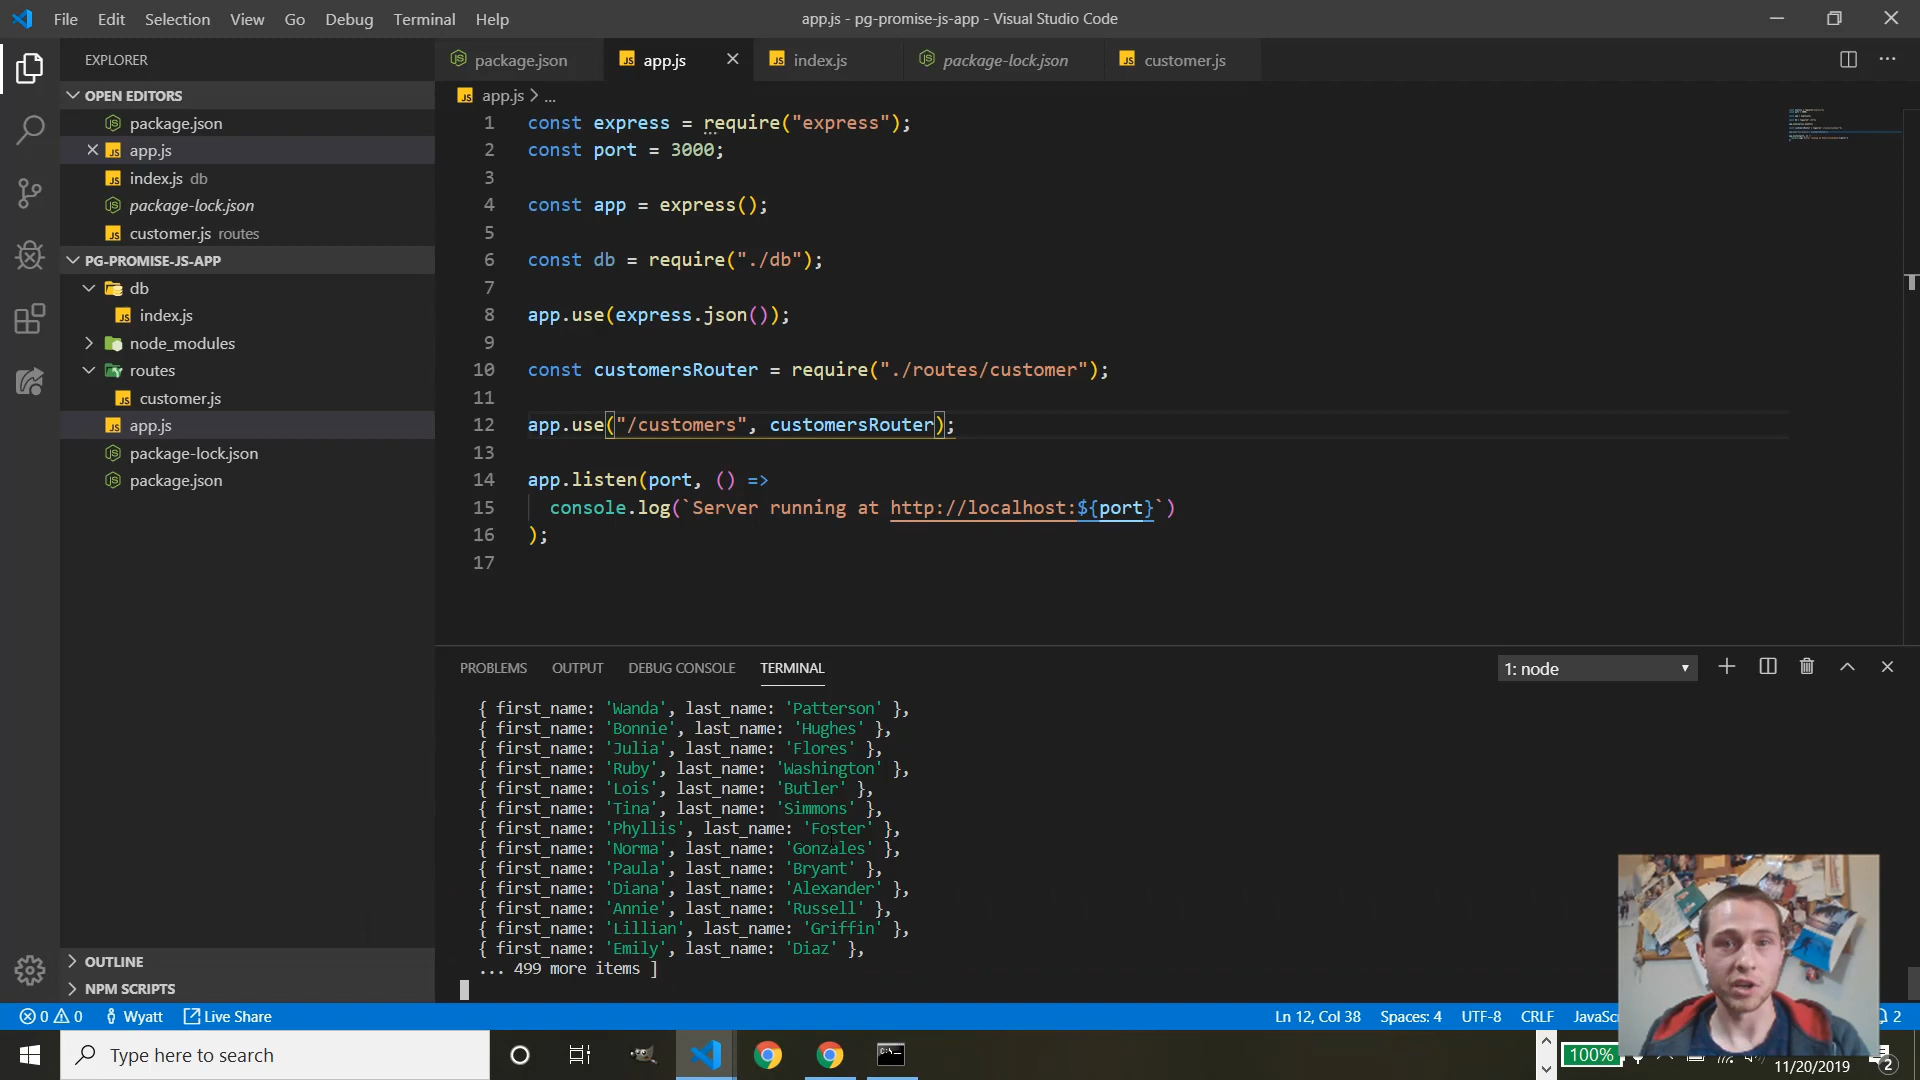 File Edit Selection View Go Debug Terminal Help
app.js - pg-promise-js-app - Visual Studio Code
EXPLORER
OPEN EDITORS
package.json
app.js
index.js db
package-lock.json
customer.js routes
PG-PROMISE-JS-APP
db
index.js
node_modules
routes
customer.js
app.js
package-lock.json
package.json
OUTLINE
NPM SCRIPTS
package.json app.js index.js package-lock.json customer.js
app.js > ...
1 const express = require("express");
2 const port = 3000;
3
4 const app = express();
5
6 const db = require("./db");
7
8 app.use(express.json());
9
10 const customersRouter = require("./routes/customer");
11
12 app.use("/customers", customersRouter);
13
14 app.listen(port, () =>
15 console.log(`Server running at http://localhost:${port}`)
16 );
17
PROBLEMS OUTPUT DEBUG CONSOLE TERMINAL
1: node
{ first_name: 'Wanda', last_name: 'Patterson' },
{ first_name: 'Bonnie', last_name: 'Hughes' },
{ first_name: 'Julia', last_name: 'Flores' },
{ first_name: 'Ruby', last_name: 'Washington' },
{ first_name: 'Lois', last_name: 'Butler' },
{ first_name: 'Tina', last_name: 'Simmons' },
{ first_name: 'Phyllis', last_name: 'Foster' },
{ first_name: 'Norma', last_name: 'Gonzales' },
{ first_name: 'Paula', last_name: 'Bryant' },
{ first_name: 'Diana', last_name: 'Alexander' },
{ first_name: 'Annie', last_name: 'Russell' },
{ first_name: 'Lillian', last_name: 'Griffin' },
{ first_name: 'Emily', last_name: 'Diaz' },
... 499 more items ]
0 0 Wyatt Live Share
Ln 12, Col 38 Spaces: 4 UTF-8 CRLF 2
Type here to search
100%
11/20/2019 2